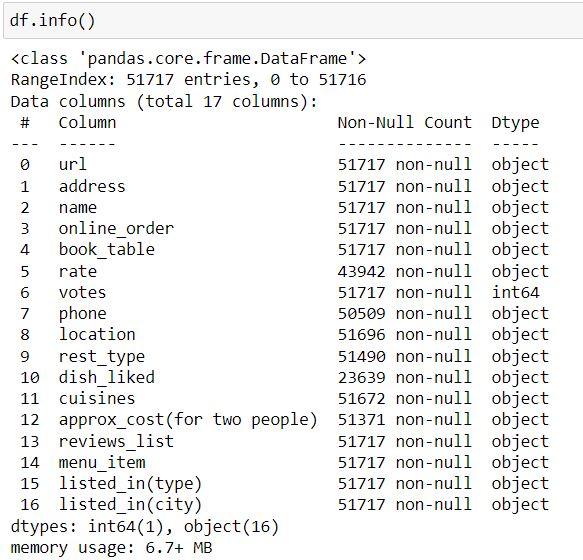 df.info()
<class 'pandas.core.frame.DataFrame'>
RangeIndex: 51717 entries, 0 to 51716
Data columns (total 17 columns):
 #   Column                       Non-Null Count  Dtype
---  ------                       --------------  -----
 0   url                          51717 non-null  object
 1   address                      51717 non-null  object
 2   name                         51717 non-null  object
 3   online_order                 51717 non-null  object
 4   book_table                   51717 non-null  object
 5   rate                         43942 non-null  object
 6   votes                        51717 non-null  int64
 7   phone                        50509 non-null  object
 8   location                     51696 non-null  object
 9   rest_type                    51490 non-null  object
 10  dish_liked                   23639 non-null  object
 11  cuisines                     51672 non-null  object
 12  approx_cost(for two people)  51371 non-null  object
 13  reviews_list                 51717 non-null  object
 14  menu_item                    51717 non-null  object
 15  listed_in(type)              51717 non-null  object
 16  listed_in(city)              51717 non-null  object
dtypes: int64(1), object(16)
memory usage: 6.7+ MB